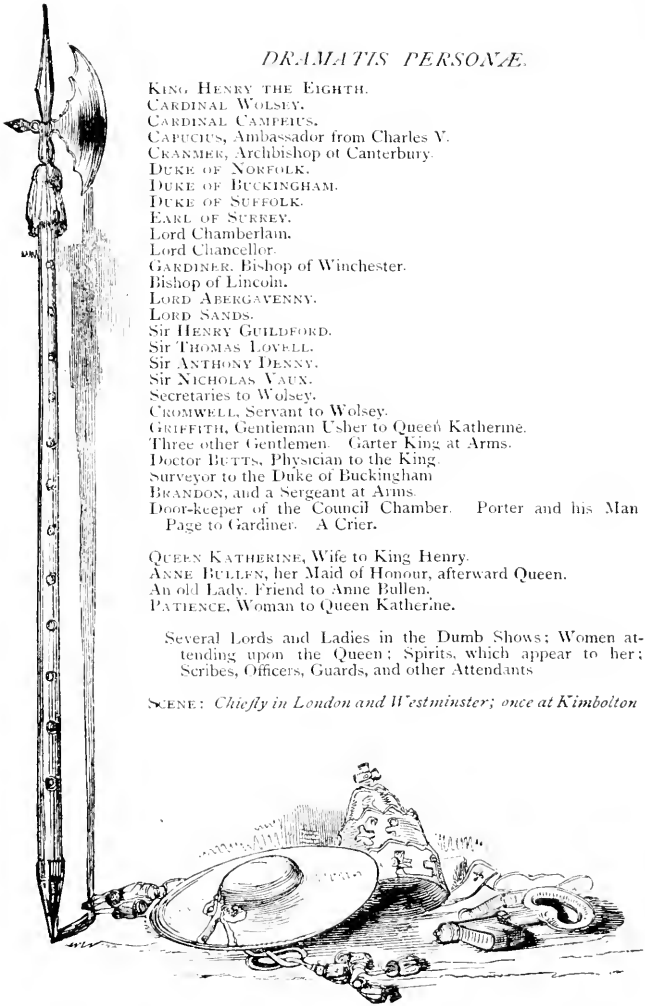 DRAMATIS PERSONÆ.
KING HENRY THE EIGHTH.
CARDINAL WOLSEY.
CARDINAL CAMPEIUS.
CAPUCIUS, Ambassador from Charles V.
CRANMER, Archbishop of Canterbury.
DUKE OF NORFOLK.
DUKE OF BUCKINGHAM.
DUKE OF SUFFOLK.
EARL OF SURREY.
Lord Chamberlain.
Lord Chancellor.
GARDINER, Bishop of Winchester.
Bishop of Lincoln.
LORD ABERGAVENNY.
LORD SANDS.
Sir HENRY GUILDFORD.
Sir THOMAS LOVELL.
Sir ANTHONY DENNY.
Sir NICHOLAS VAUX.
Secretaries to Wolsey.
CROMWELL, Servant to Wolsey.
GRIFFITH, Gentleman Usher to Queen Katherine.
Three other Gentlemen. Garter King at Arms.
Doctor BUTTS, Physician to the King.
Surveyor to the Duke of Buckingham
BRANDON, and a Sergeant at Arms.
Door-keeper of the Council Chamber. Porter and his Man
Page to Gardiner. A Crier.
QUEEN KATHERINE, Wife to King Henry.
ANNE BULLEN, her Maid of Honour, afterward Queen.
An old Lady, Friend to Anne Bullen.
PATIENCE, Woman to Queen Katherine.
Several Lords and Ladies in the Dumb Shows; Women at-
tending upon the Queen; Spirits, which appear to her;
Scribes, Officers, Guards, and other Attendants
SCENE: Chiefly in London and Westminster; once at Kimbolton